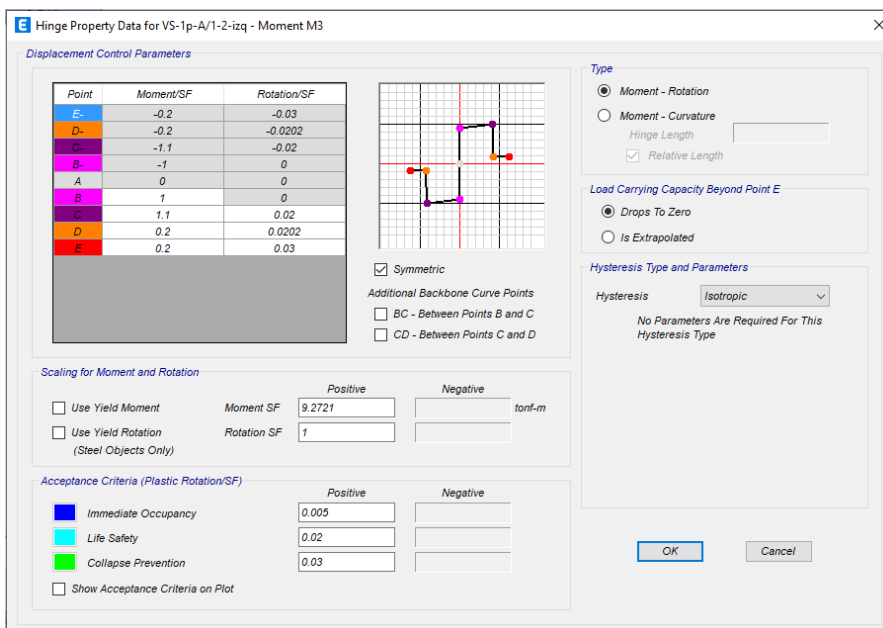 E Hinge Property Data for VS-1p-A/1-2-izq - Moment M3
Displacement Control Parameters
Point Moment/SF Rotation/SF
E- -0.2 -0.03
D- -0.2 -0.0202
C- -1.1 -0.02
B- -1 0
A 0 0
B 1 0
C 1.1 0.02
D 0.2 0.0202
E 0.2 0.03
Symmetric
Additional Backbone Curve Points
BC - Between Points B and C
CD - Between Points C and D
Type
Moment - Rotation
Moment - Curvature
Hinge Length
Relative Length
Load Carrying Capacity Beyond Point E
Drops To Zero
Is Extrapolated
Hysteresis Type and Parameters
Hysteresis Isotropic
No Parameters Are Required For This
Hysteresis Type
Scaling for Moment and Rotation
Positive Negative
Use Yield Moment Moment SF 9.2721 tonf-m
Use Yield Rotation Rotation SF 1
(Steel Objects Only)
Acceptance Criteria (Plastic Rotation/SF)
Positive Negative
Immediate Occupancy 0.005
Life Safety 0.02
Collapse Prevention 0.03
Show Acceptance Criteria on Plot
OK Cancel